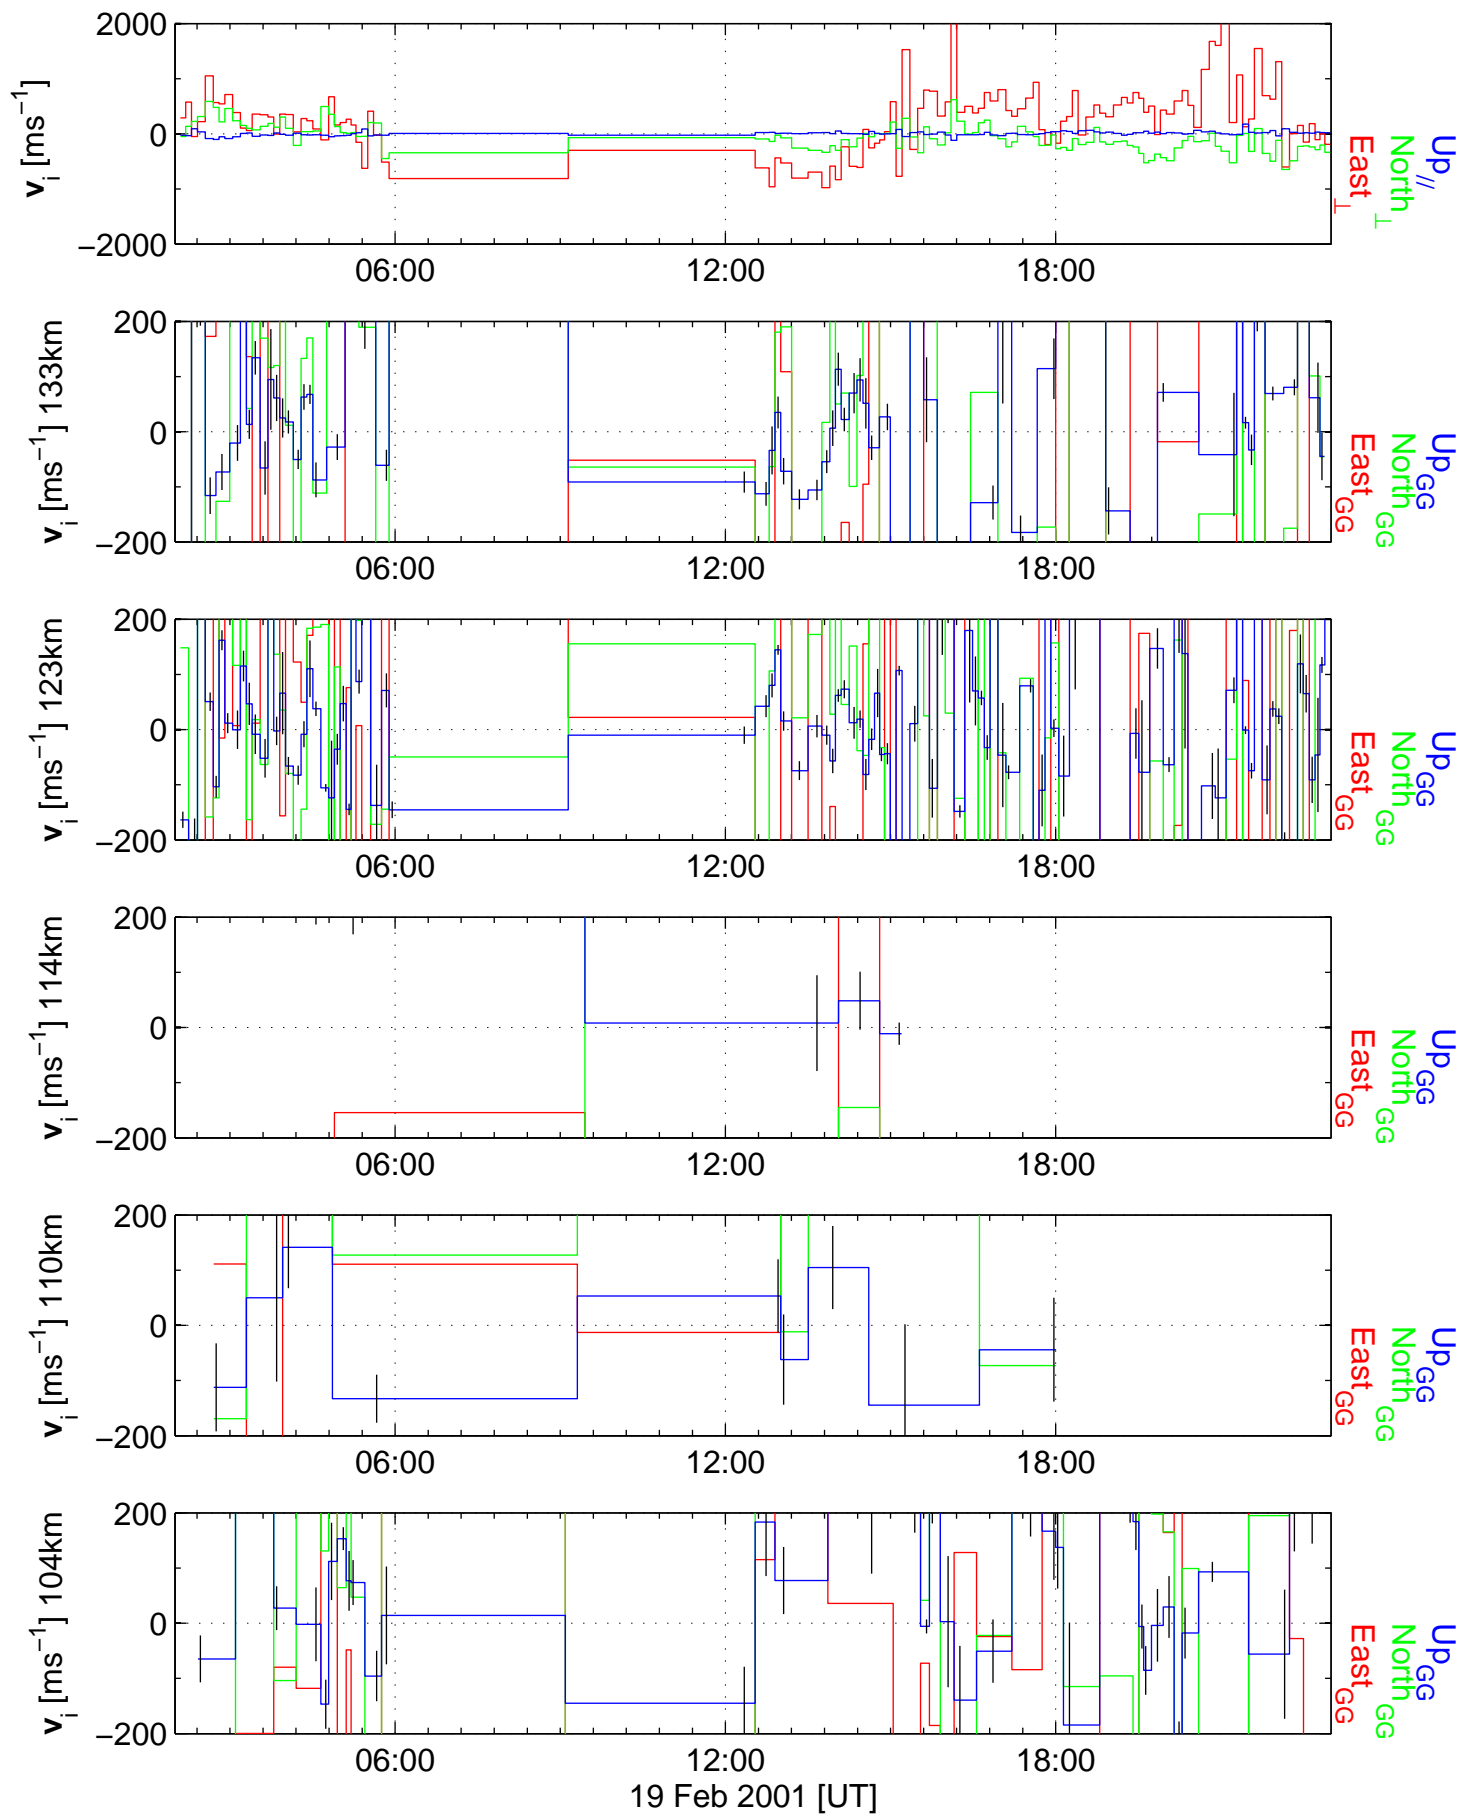 2000
0
−2000
v_i [ms⁻¹]
06:00 12:00 18:00
East⊥
North⊥
Up//
200
0
−200
v_i [ms⁻¹] 133km
06:00 12:00 18:00
East_GG
North_GG
Up_GG
200
0
−200
v_i [ms⁻¹] 123km
06:00 12:00 18:00
East_GG
North_GG
Up_GG
200
0
−200
v_i [ms⁻¹] 114km
06:00 12:00 18:00
East_GG
North_GG
Up_GG
200
0
−200
v_i [ms⁻¹] 110km
06:00 12:00 18:00
East_GG
North_GG
Up_GG
200
0
−200
v_i [ms⁻¹] 104km
06:00 12:00 18:00
East_GG
North_GG
Up_GG
19 Feb 2001 [UT]